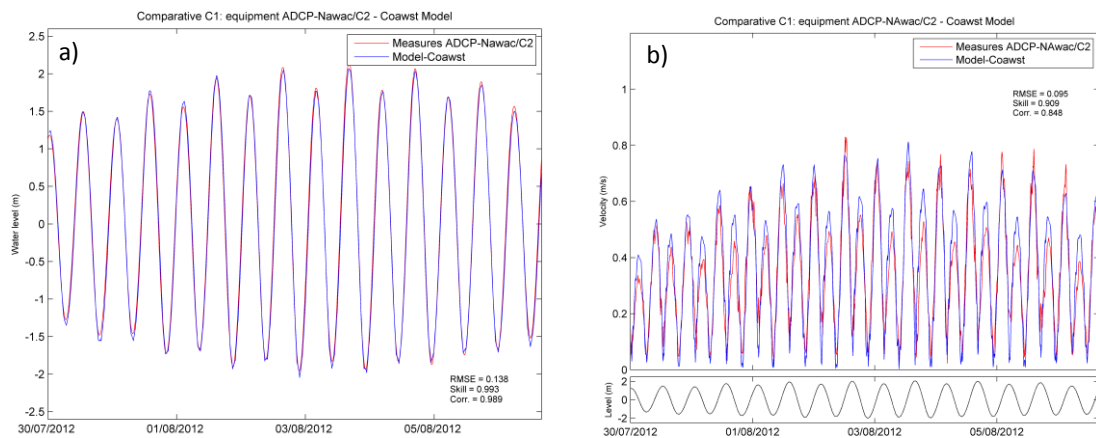 Comparative C1: equipment ADCP-Nawac/C2 - Coawst Model
a)
Measures ADCP-Nawac/C2
Model-Coawst
2.5
2
1.5
1
0.5
0
-0.5
-1
-1.5
-2
-2.5
Water level (m)
RMSE = 0.138
Skill = 0.993
Corr. = 0.989
30/07/2012 01/08/2012 03/08/2012 05/08/2012
Comparative C1: equipment ADCP-NAwac/C2 - Coawst Model
b)
Measures ADCP-NAwac/C2
Model-Coawst
RMSE = 0.095
Skill = 0.909
Corr. = 0.848
1
0.8
0.6
0.4
0.2
0
Velocity (m/s)
Level (m)
2
0
-2
30/07/2012 01/08/2012 03/08/2012 05/08/2012